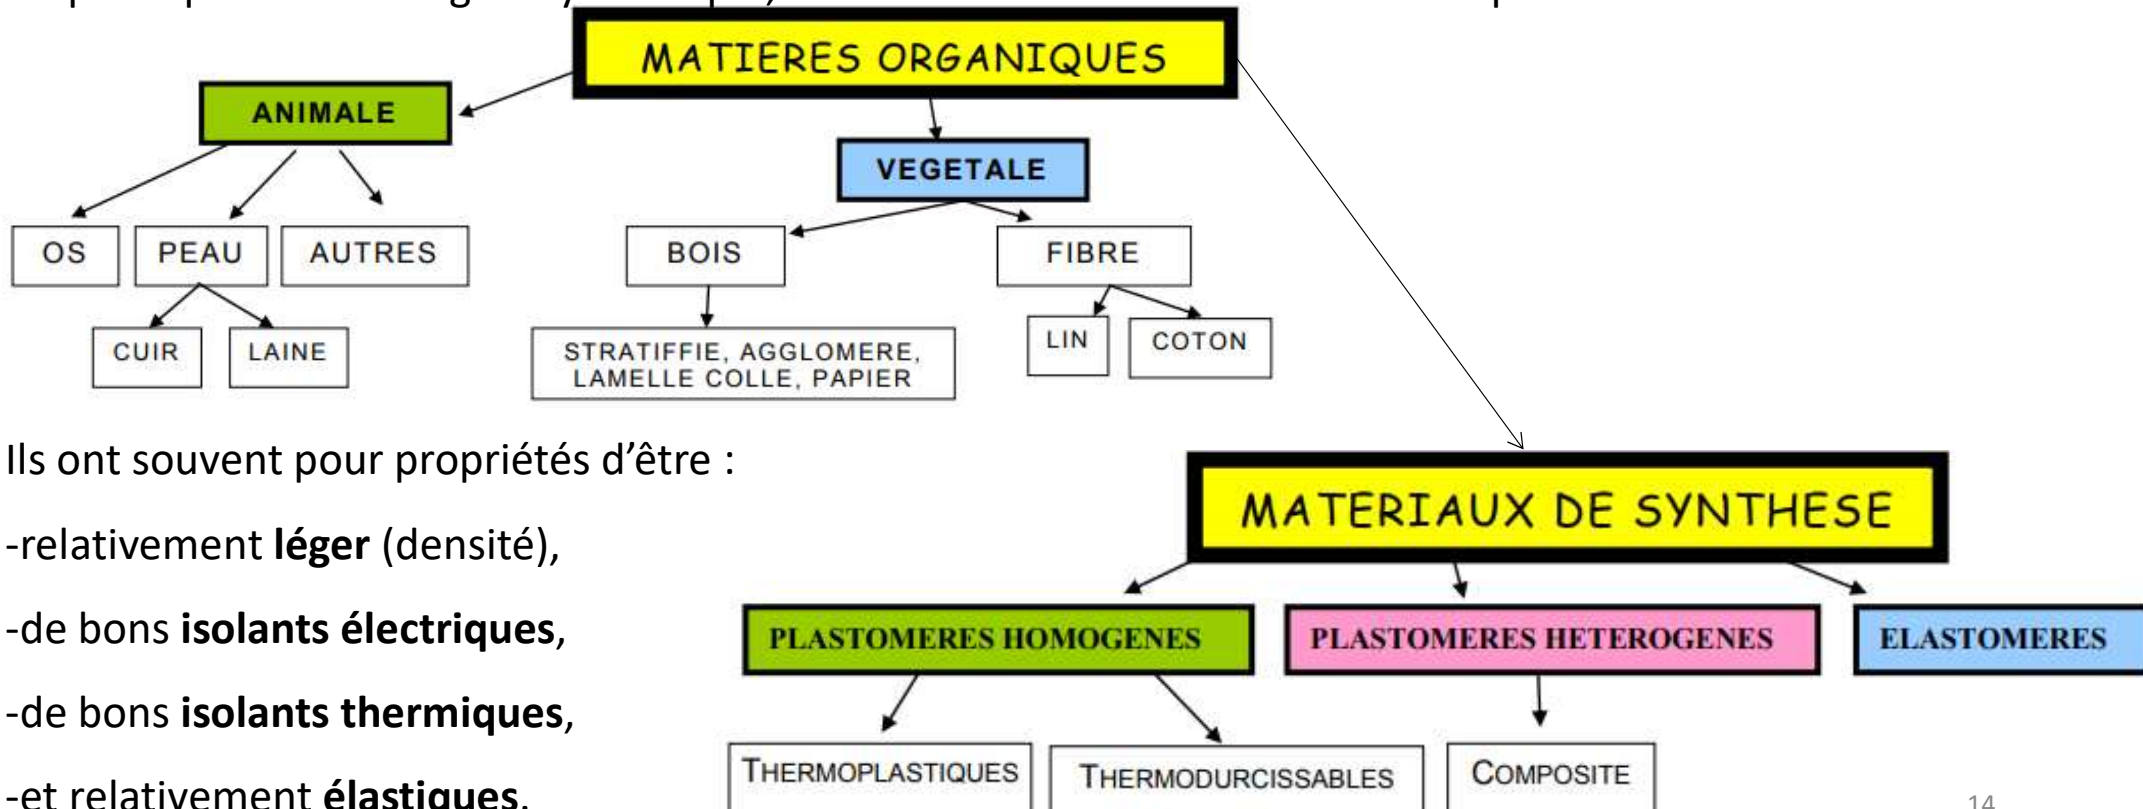 MATIERES ORGANIQUES
ANIMALE
VEGETALE
OS
PEAU
AUTRES
BOIS
FIBRE
CUIR
LAINE
STRATIFFIE, AGGLOMERE,
LAMELLE COLLE, PAPIER
LIN
COTON
Ils ont souvent pour propriétés d'être :
-relativement léger (densité),
-de bons isolants électriques,
-de bons isolants thermiques,
-et relativement élastiques.
MATERIAUX DE SYNTHESE
PLASTOMERES HOMOGENES
PLASTOMERES HETEROGENES
ELASTOMERES
THERMOPLASTIQUES
THERMODURCISSABLES
COMPOSITE
14